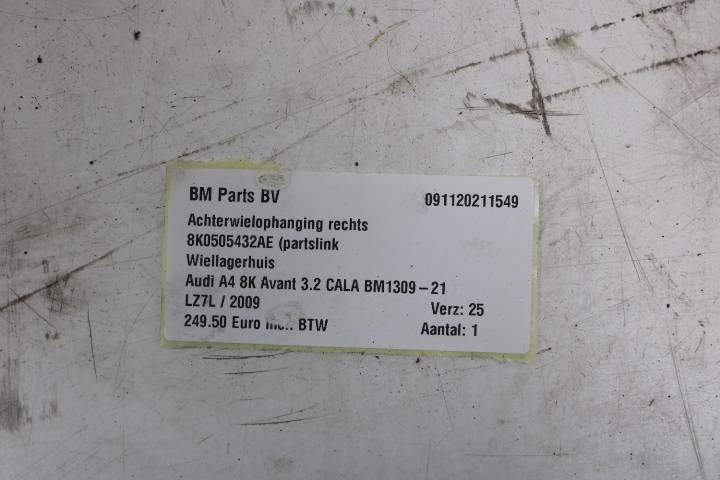 BM Parts BV 091120211549
Achterwielophanging rechts
8K0505432AE (partslink
Wiellagerhuis
Audi A4 8K Avant 3.2 CALA BM1309-21
LZ7L / 2009 Verz: 25
249.50 Euro BTW Aantal: 1